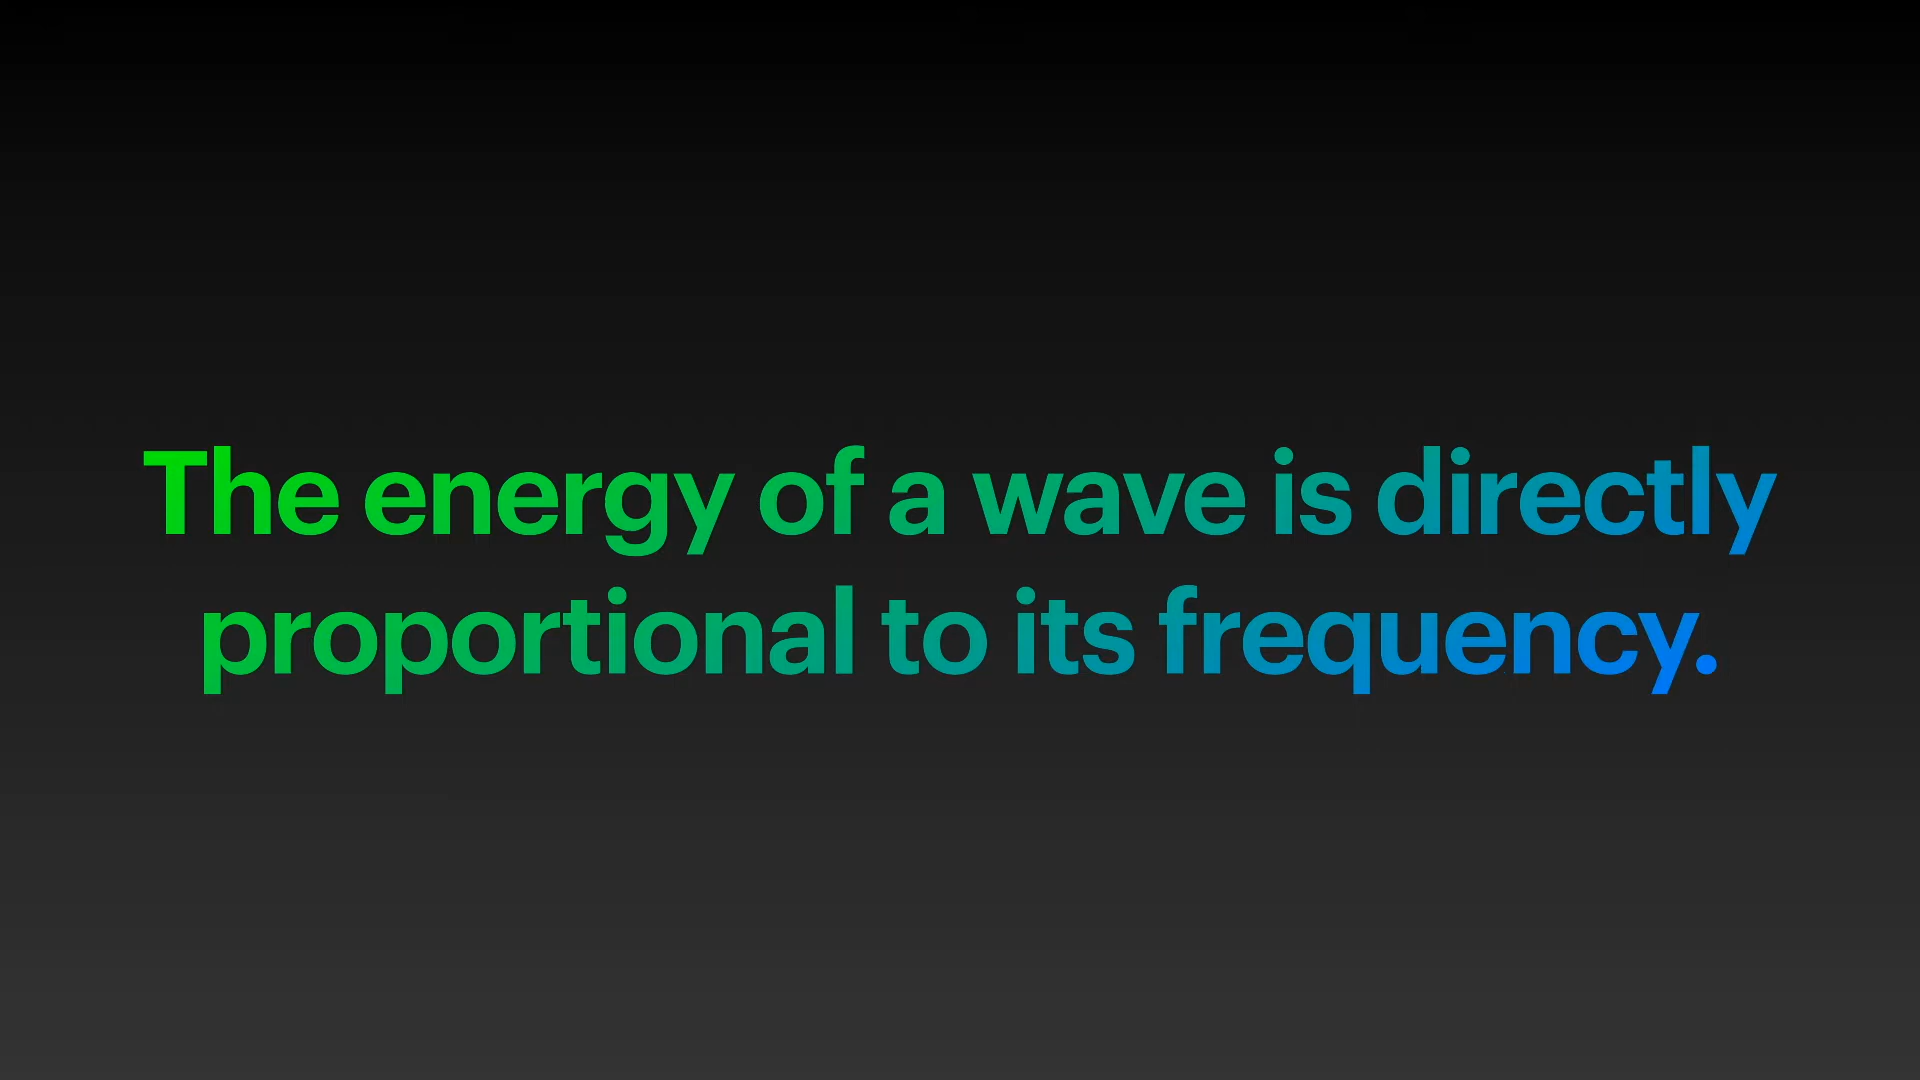 The energy of a wave is directly
proportional to its frequency.